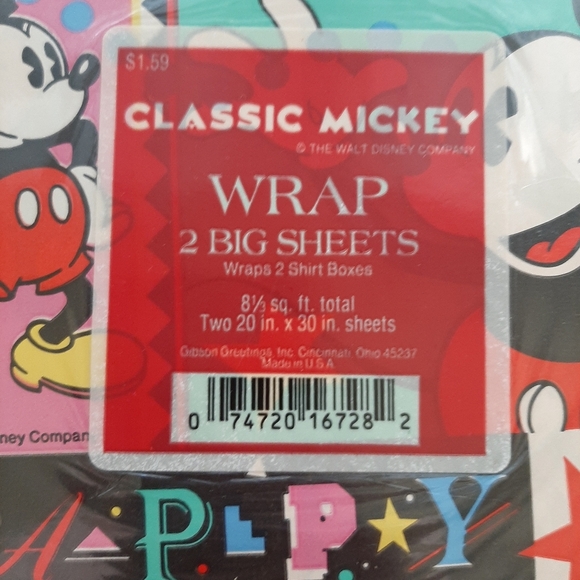 $1.59
CLASSIC MICKEY
© THE WALT DISNEY COMPANY
WRAP
2 BIG SHEETS
Wraps 2 Shirt Boxes
8⅓ sq. ft. total
Two 20 in. x 30 in. sheets
Gibson Greetings, Inc. Cincinnati, Ohio 45237
Made in U.S.A.
0 74720 16728 2
ney Compan
A P P Y